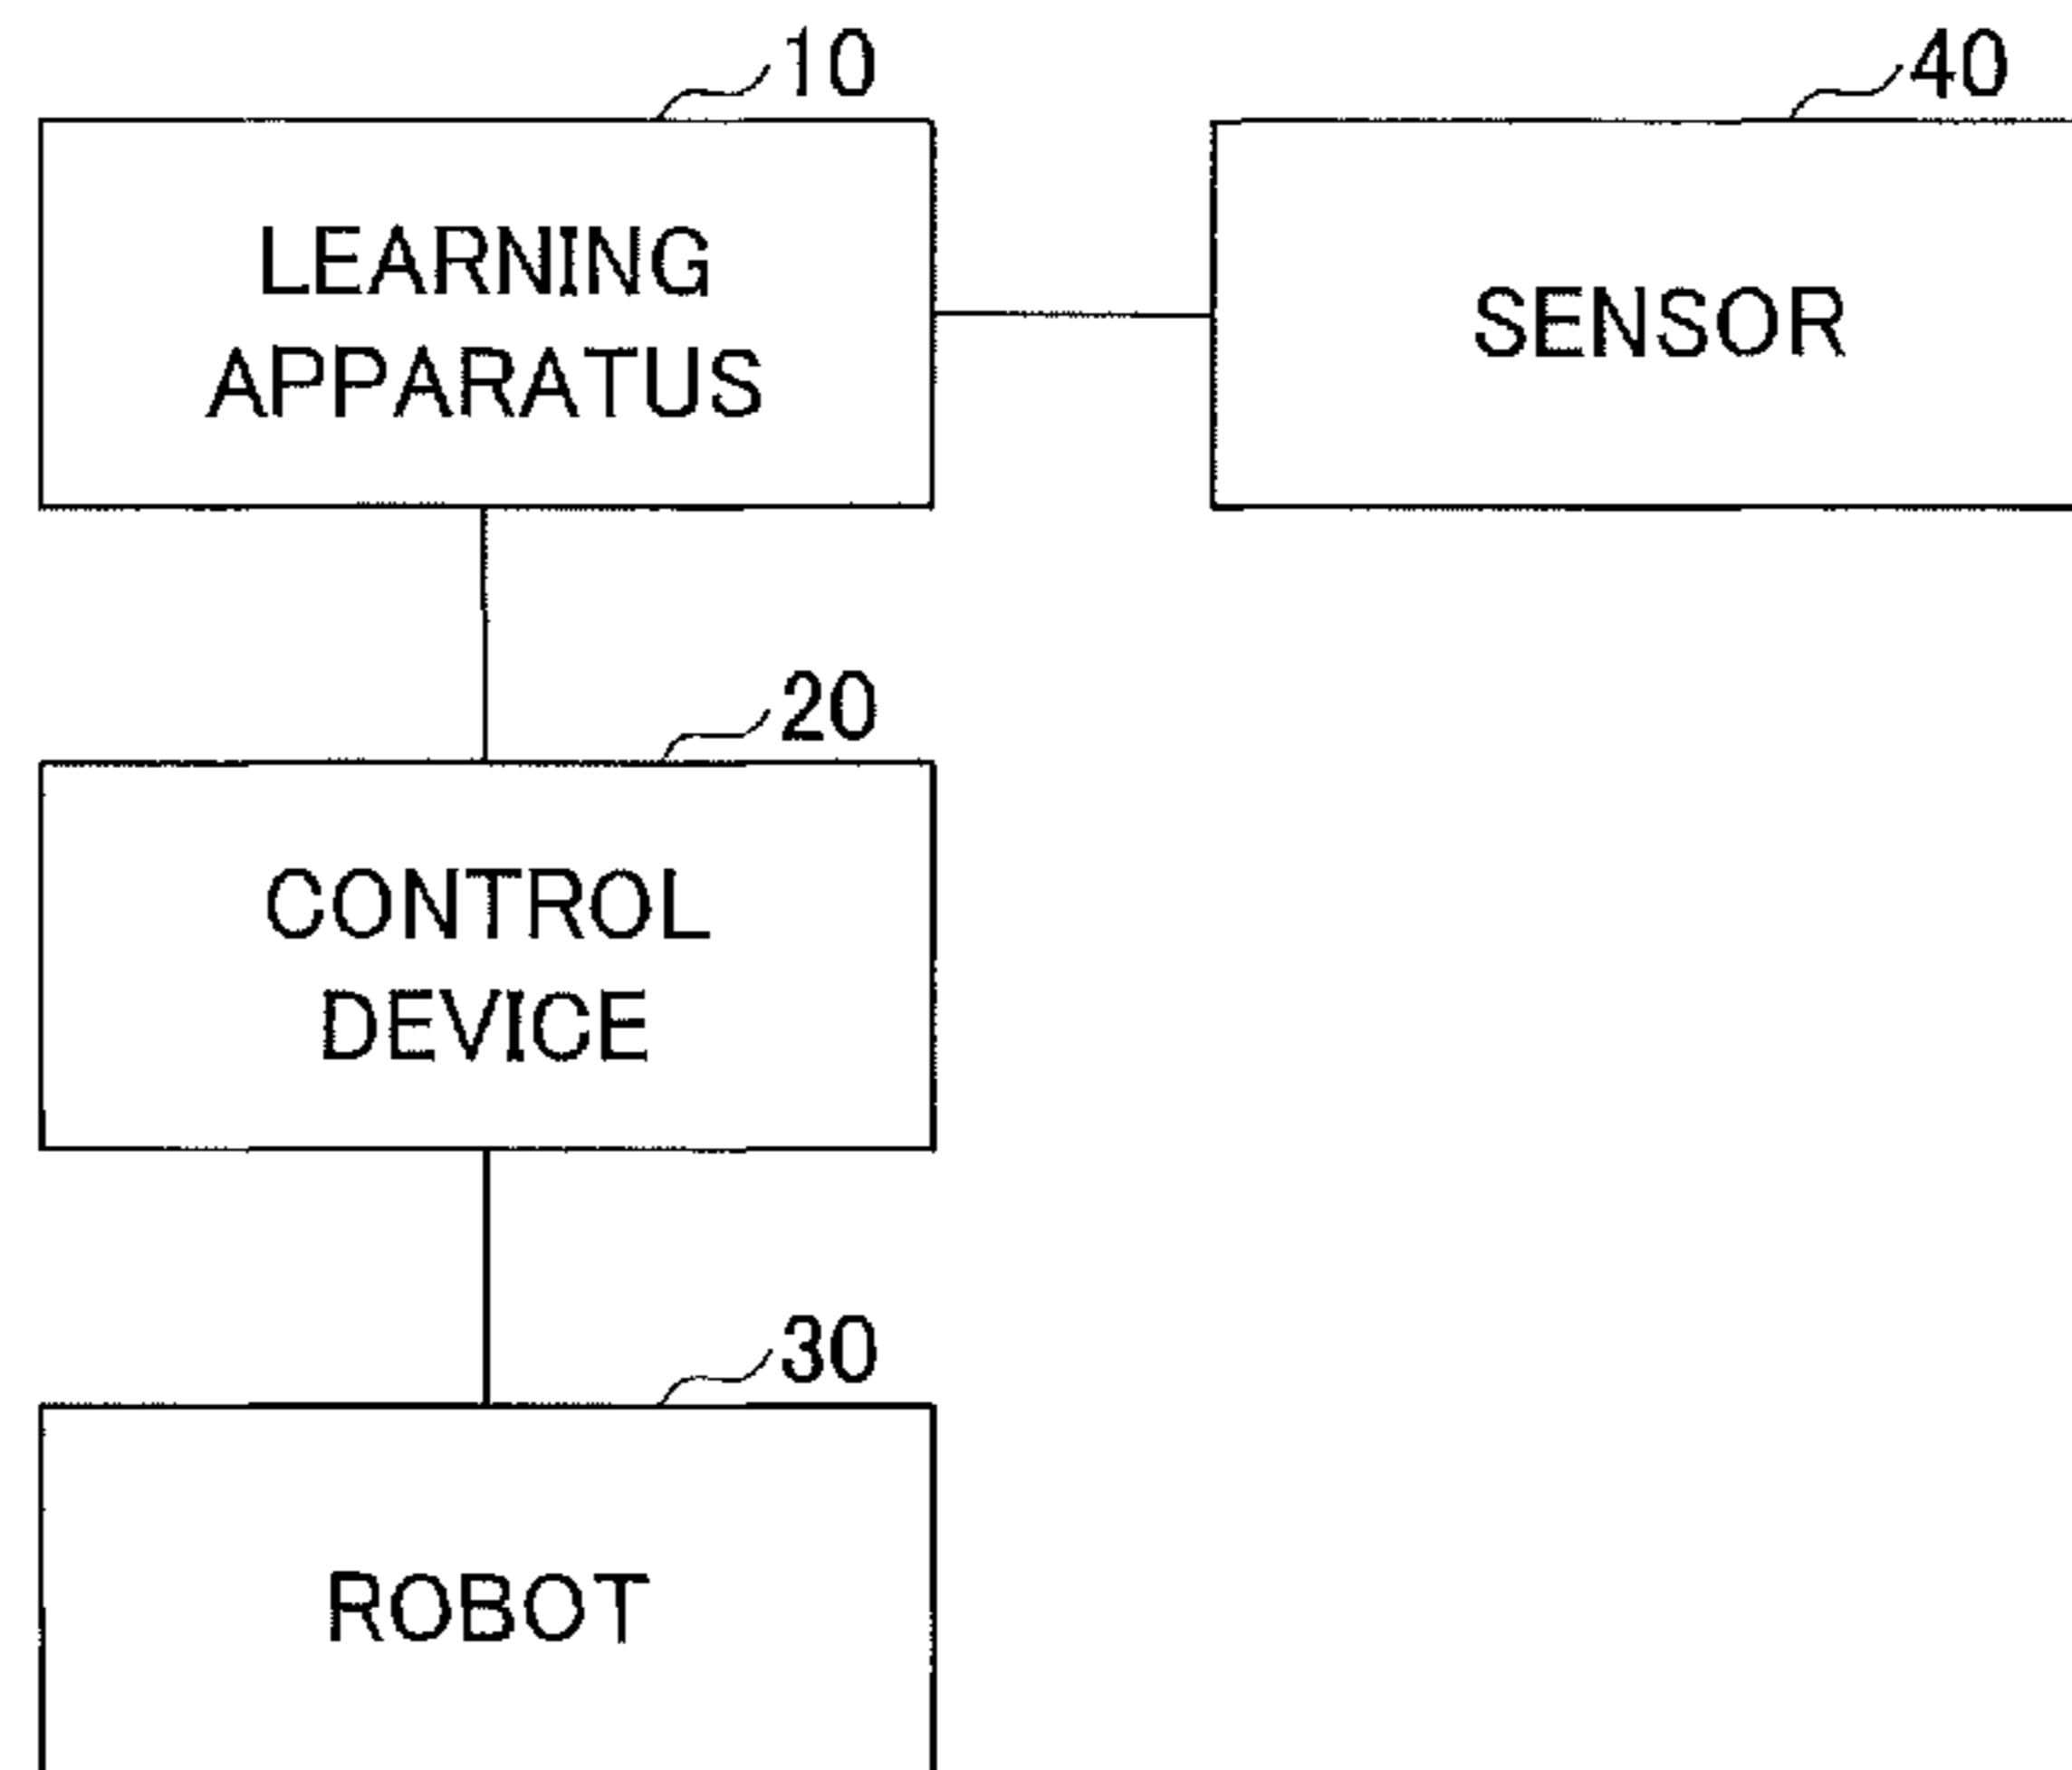 10
40
LEARNING
APPARATUS
SENSOR
20
CONTROL
DEVICE
30
ROBOT